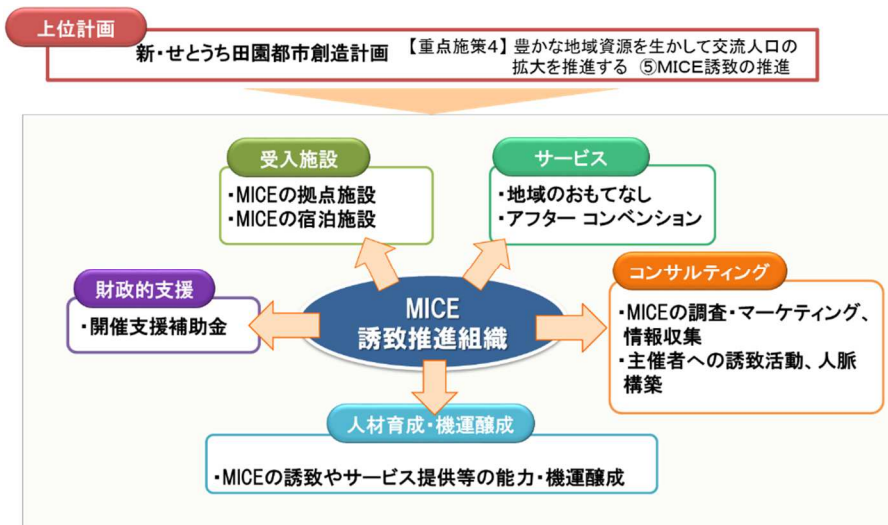 上位計画
新・せとうち田園都市創造計画
【重点施策4】豊かな地域資源を生かして交流人口の
拡大を推進する ⑤MICE誘致の推進
受入施設
・MICEの拠点施設
・MICEの宿泊施設
サービス
・地域のおもてなし
・アフター コンベンション
財政的支援
・開催支援補助金
MICE
誘致推進組織
コンサルティング
・MICEの調査・マーケティング、
情報収集
・主催者への誘致活動、人脈
構築
人材育成・機運醸成
・MICEの誘致やサービス提供等の能力・機運醸成